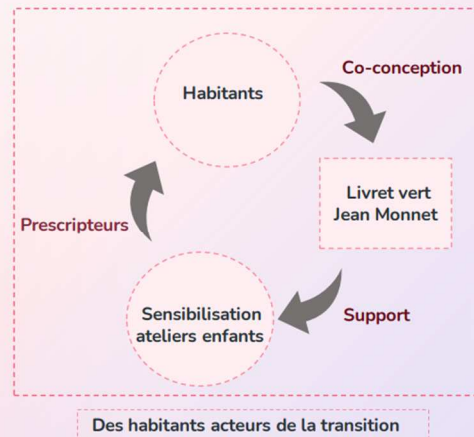 Habitants
Co-conception
Livret vert
Jean Monnet
Prescripteurs
Sensibilisation
ateliers enfants
Support
Des habitants acteurs de la transition